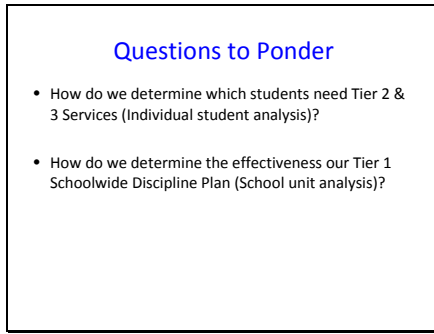 Questions to Ponder
• How do we determine which students need Tier 2 &
3 Services (Individual student analysis)?
• How do we determine the effectiveness our Tier 1
Schoolwide Discipline Plan (School unit analysis)?